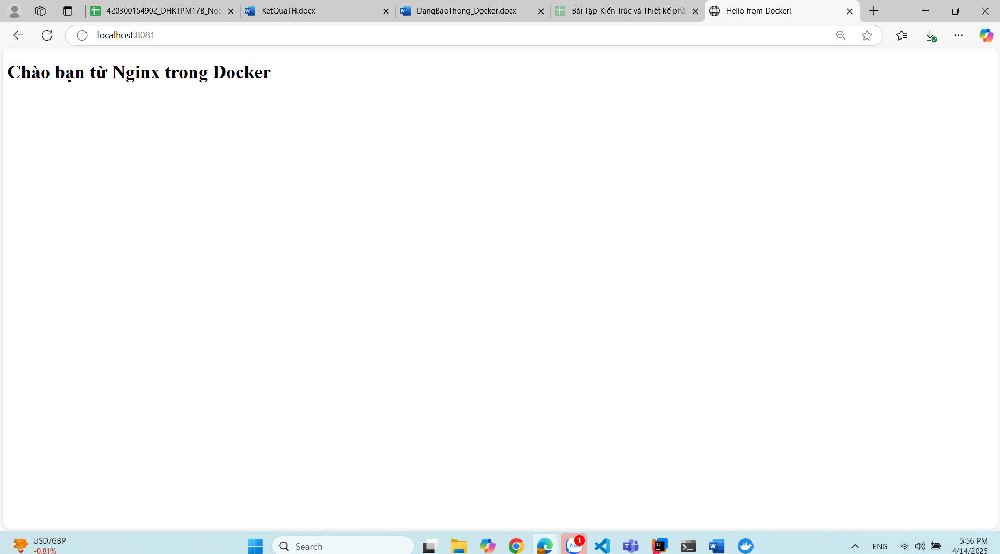 420300154902_DHKTPM17B_Nop
KetQuaTH.docx
DangBaoThong_Docker.docx
Bài Tập-Kiến Trúc và Thiết kế phầ
Hello from Docker!
localhost:8081
Chào bạn từ Nginx trong Docker
USD/GBP
-0.81%
Search
Zalo
1
ENG
5:56 PM
4/14/2025